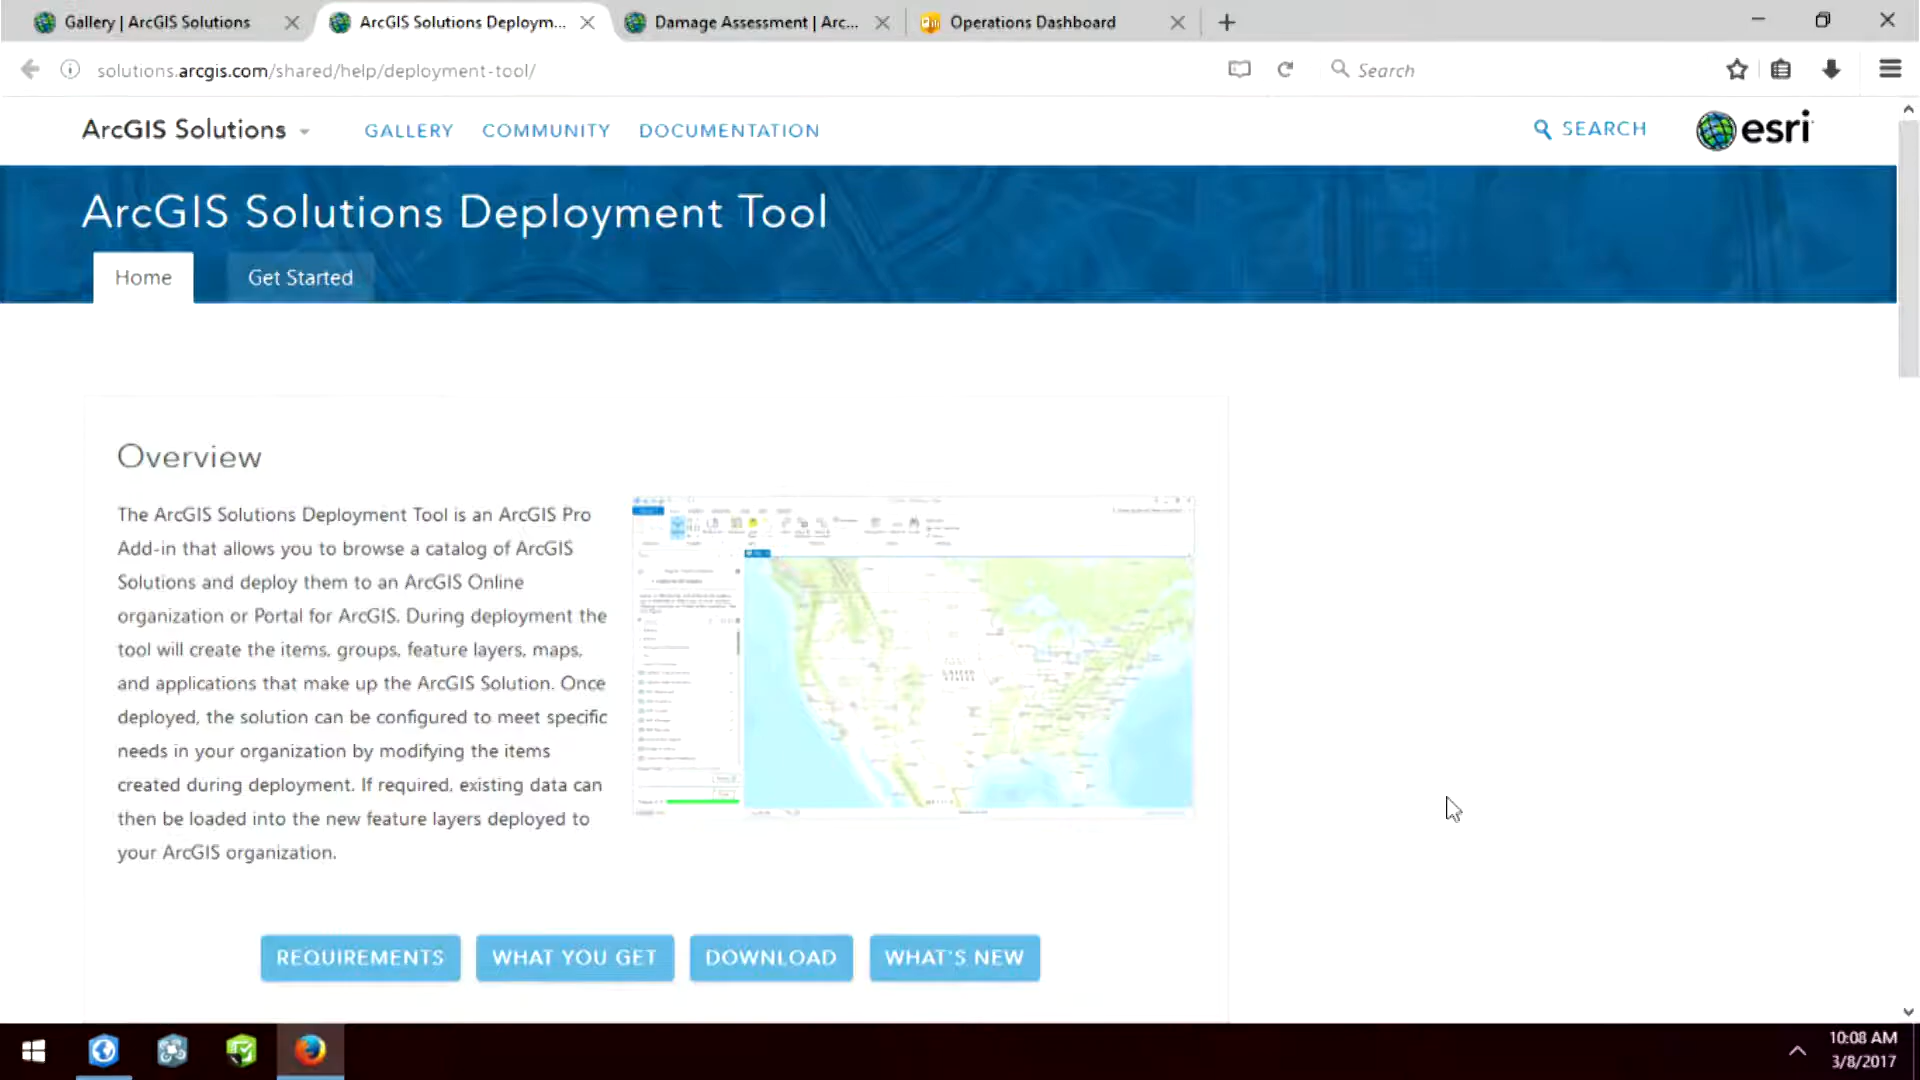 Gallery | ArcGIS Solutions
ArcGIS Solutions Deploym...
Damage Assessment | Arc...
Operations Dashboard
solutions.arcgis.com/shared/help/deployment-tool/
Search
ArcGIS Solutions
GALLERY
COMMUNITY
DOCUMENTATION
SEARCH
esri
ArcGIS Solutions Deployment Tool
Home
Get Started
Overview
The ArcGIS Solutions Deployment Tool is an ArcGIS Pro
Add-in that allows you to browse a catalog of ArcGIS
Solutions and deploy them to an ArcGIS Online
organization or Portal for ArcGIS. During deployment the
tool will create the items, groups, feature layers, maps,
and applications that make up the ArcGIS Solution. Once
deployed, the solution can be configured to meet specific
needs in your organization by modifying the items
created during deployment. If required, existing data can
then be loaded into the new feature layers deployed to
your ArcGIS organization.
REQUIREMENTS
WHAT YOU GET
DOWNLOAD
WHAT'S NEW
10:08 AM
3/8/2017